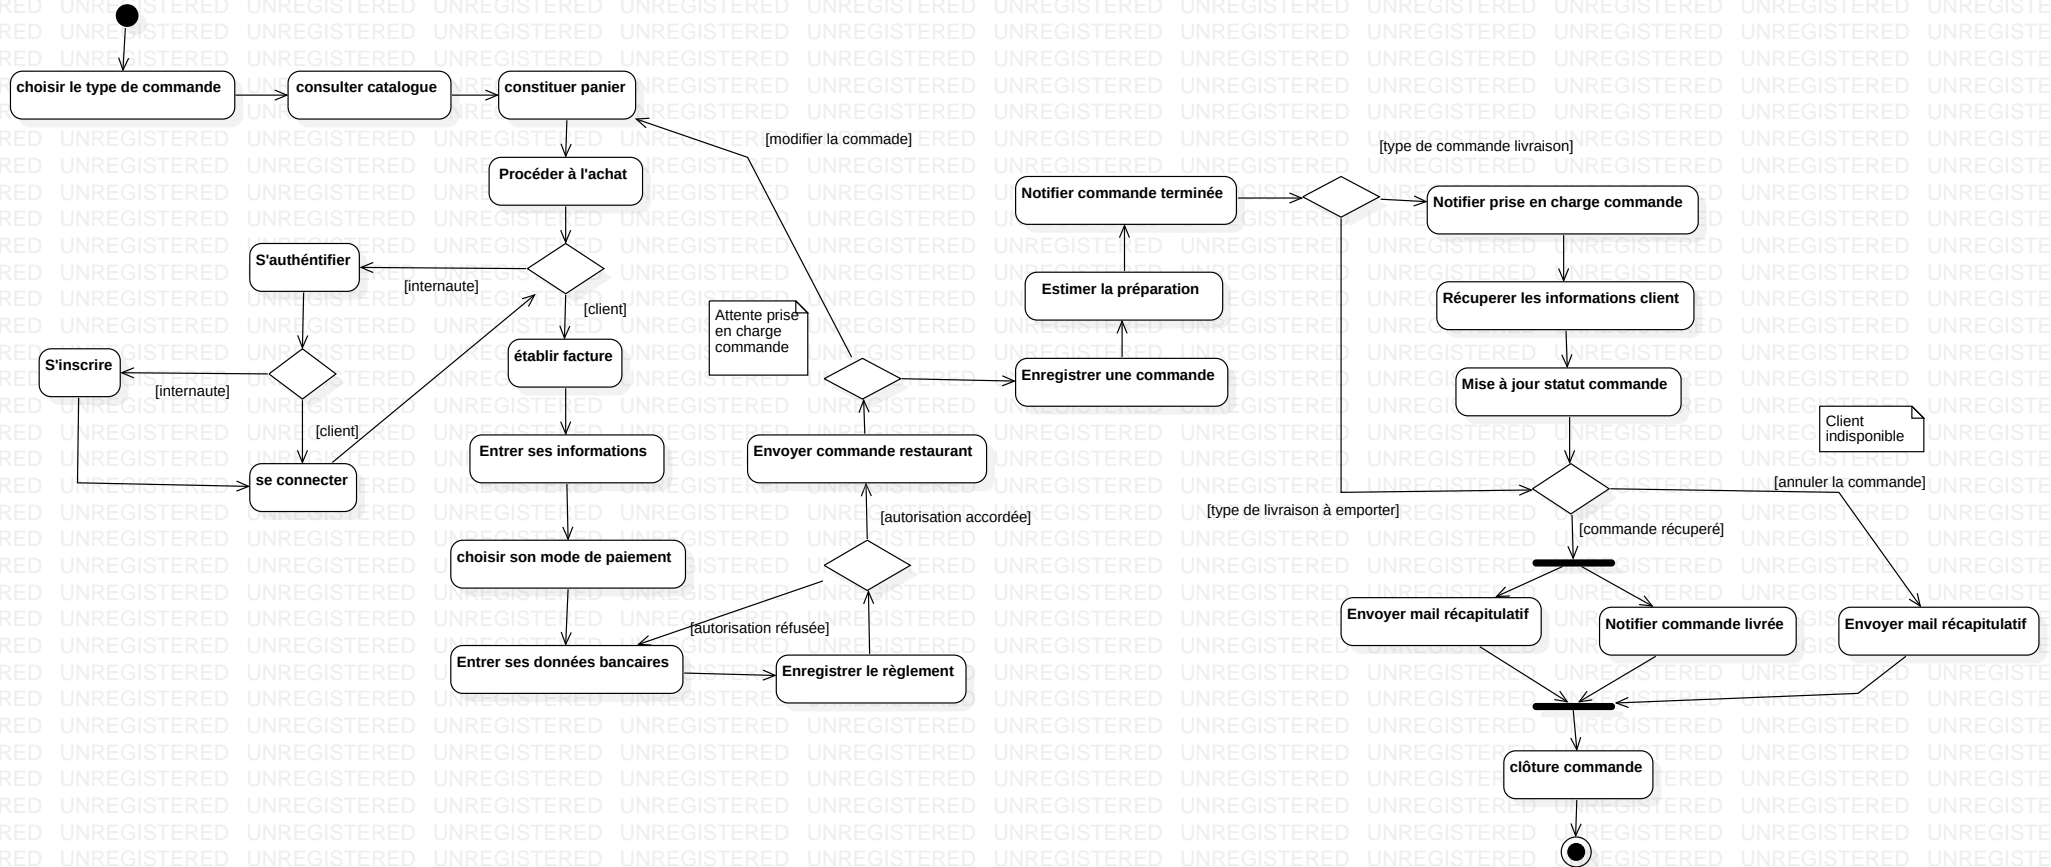 choisir le type de commande
consulter catalogue
constituer panier
[modifier la commade]
Procéder à l'achat
S'authéntifier
[internaute]
[client]
établir facture
S'inscrire
[internaute]
[client]
se connecter
Entrer ses informations
choisir son mode de paiement
Entrer ses données bancaires
Enregistrer le règlement
[autorisation réfusée]
[autorisation accordée]
Envoyer commande restaurant
Attente prise
en charge
commande
Enregistrer une commande
Estimer la préparation
Notifier commande terminée
[type de commande livraison]
Notifier prise en charge commande
Récuperer les informations client
Mise à jour statut commande
Client
indisponible
[annuler la commande]
[type de livraison à emporter]
[commande récuperé]
Envoyer mail récapitulatif
Notifier commande livrée
Envoyer mail récapitulatif
clôture commande
UNREGISTERED